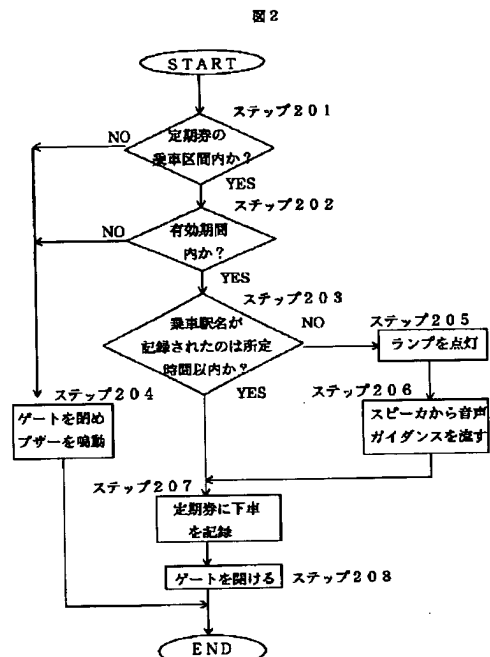 図2
START
ステップ201
NO
定期券の
乗車区間内か?
YES
ステップ202
NO
有効期間
内か?
YES
ステップ203
乗車駅名が
記録されたのは所定
時間以内か?
NO
YES
ステップ205
ランプを点灯
ステップ206
スピーカから音声
ガイダンスを流す
ステップ204
ゲートを閉め
ブザーを鳴動
ステップ207
定期券に下車
を記録
ゲートを開ける
ステップ208
END